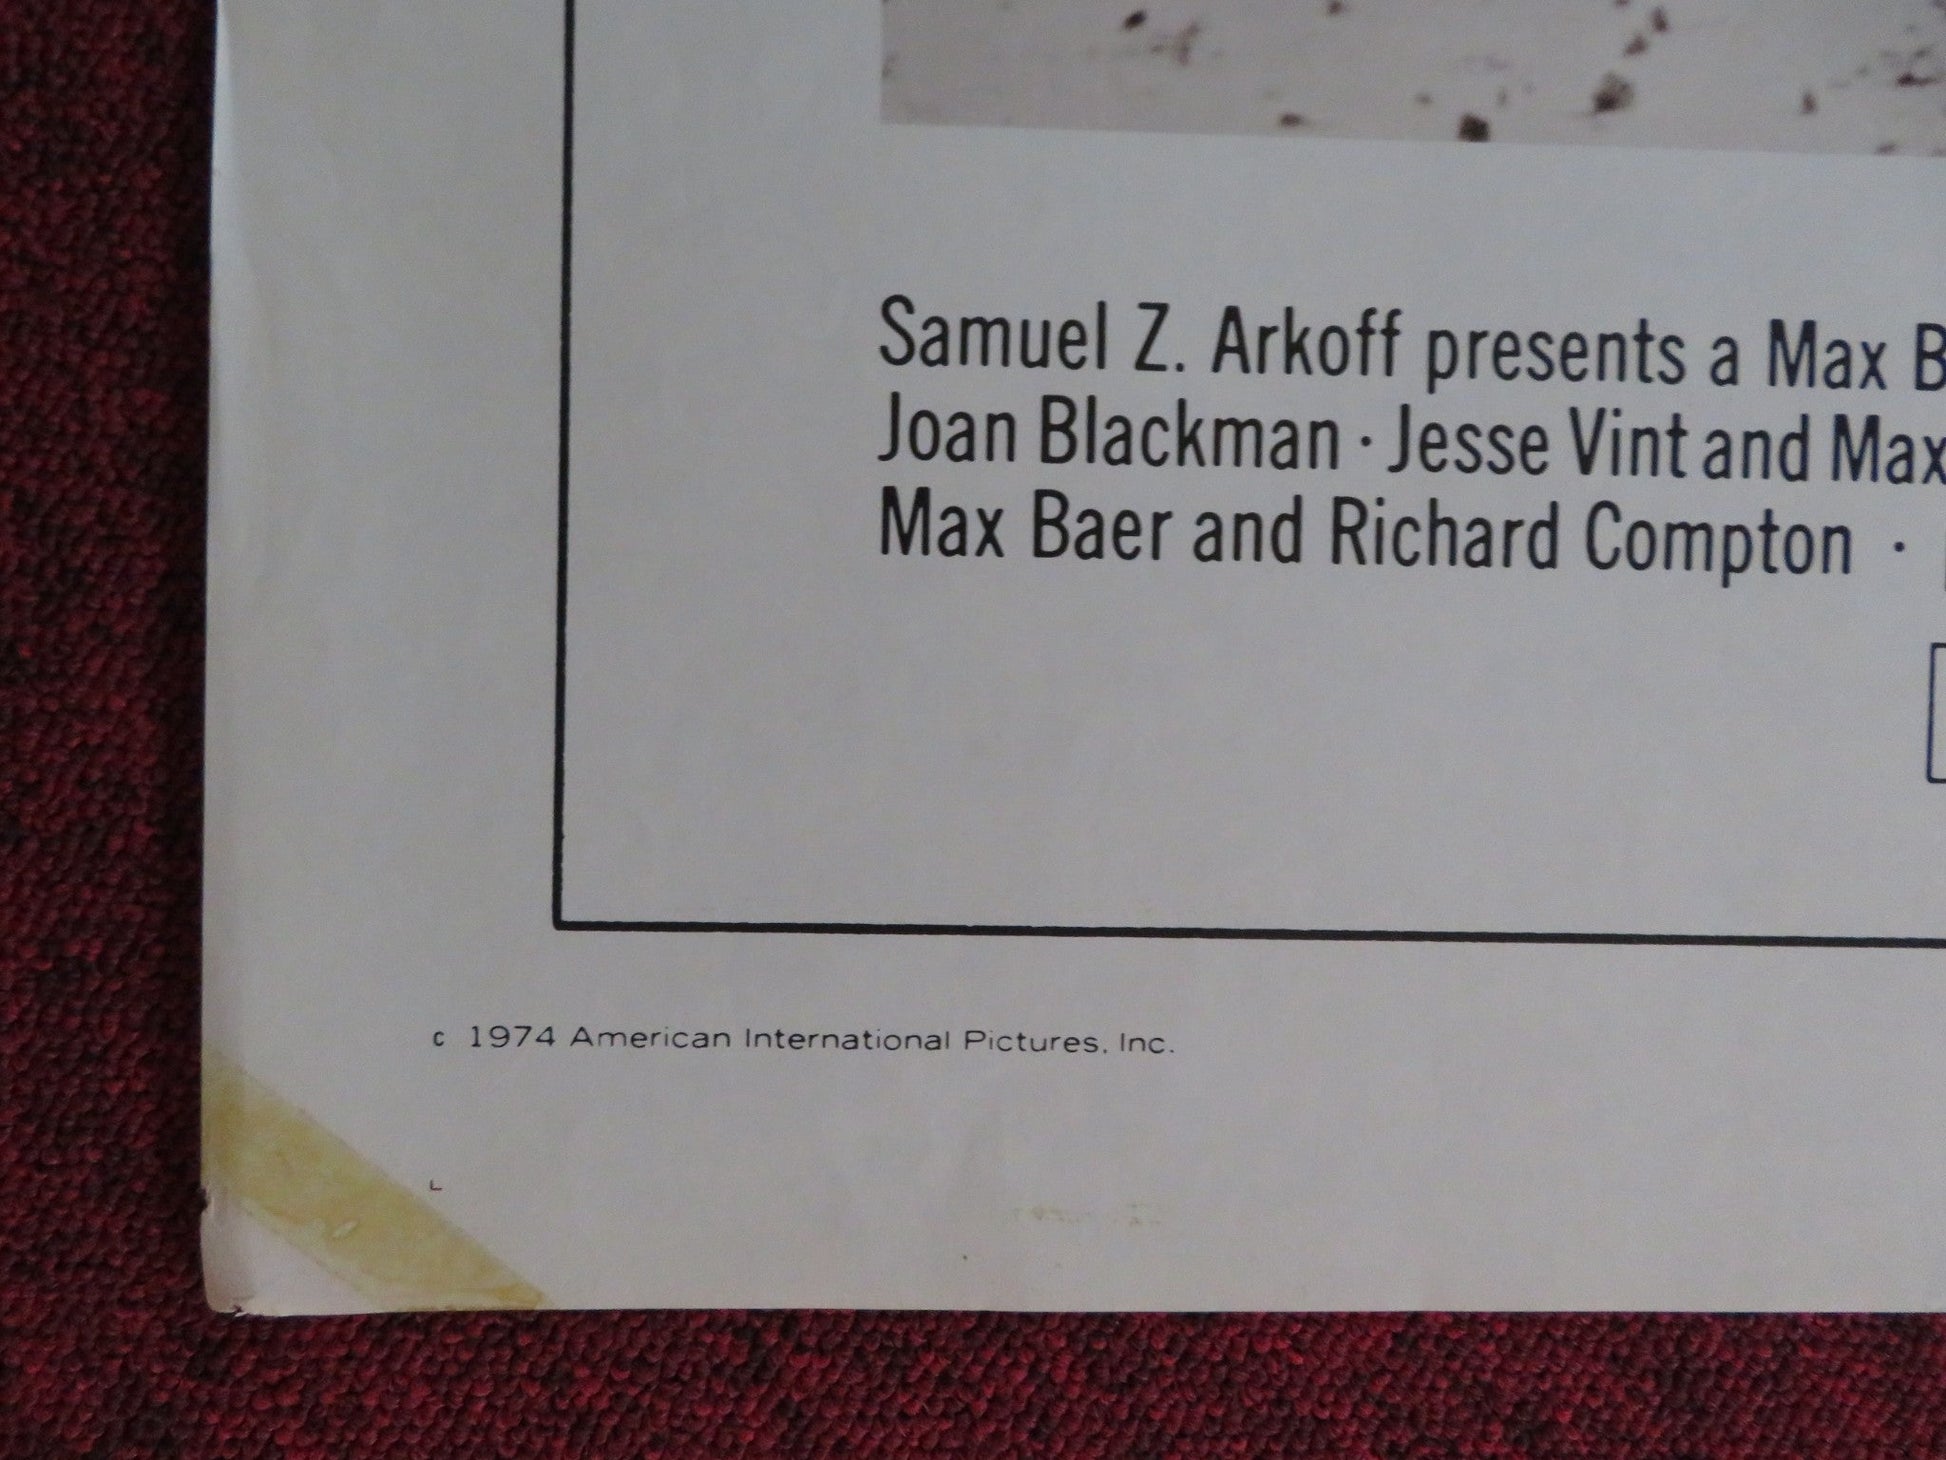 Samuel Z. Arkoff presents a Max B
Joan Blackman · Jesse Vint and Max
Max Baer and Richard Compton ·
c 1974 American International Pictures, Inc.